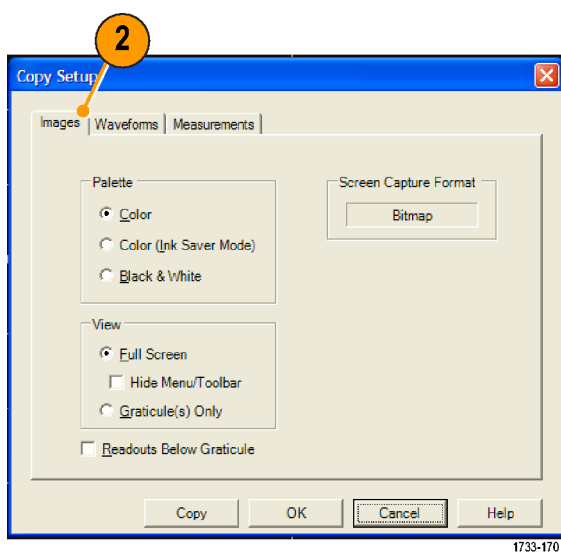 2
Copy Setup
Images Waveforms Measurements
Palette
Color
Color (Ink Saver Mode)
Black & White
Screen Capture Format
Bitmap
View
Full Screen
Hide Menu/Toolbar
Graticule(s) Only
Readouts Below Graticule
Copy OK Cancel Help
1733-170